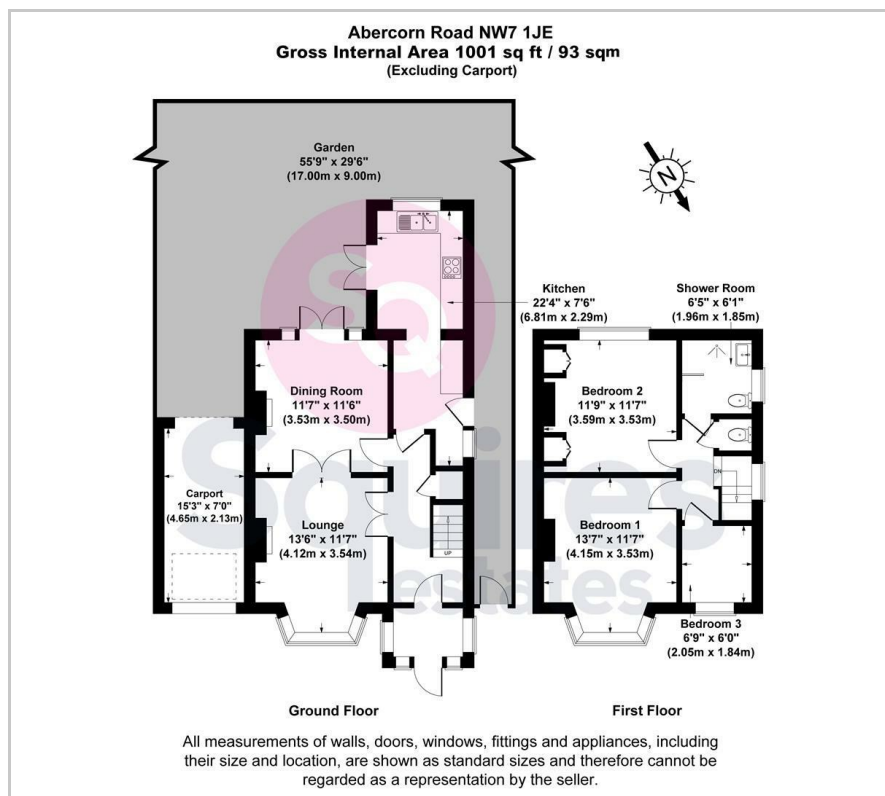 Abercorn Road NW7 1JE
Gross Internal Area 1001 sq ft / 93 sqm
(Excluding Carport)
Garden
55'9" x 29'6"
(17.00m x 9.00m)
N
Kitchen
22'4" x 7'6"
(6.81m x 2.29m)
Shower Room
6'5" x 6'1"
(1.96m x 1.85m)
Dining Room
11'7" x 11'6"
(3.53m x 3.50m)
Bedroom 2
11'9" x 11'7"
(3.59m x 3.53m)
Carport
15'3" x 7'0"
(4.65m x 2.13m)
Lounge
13'6" x 11'7"
(4.12m x 3.54m)
UP
DN
Bedroom 1
13'7" x 11'7"
(4.15m x 3.53m)
Bedroom 3
6'9" x 6'0"
(2.05m x 1.84m)
SQ
Squires
estates
Ground Floor
First Floor
All measurements of walls, doors, windows, fittings and appliances, including
their size and location, are shown as standard sizes and therefore cannot be
regarded as a representation by the seller.